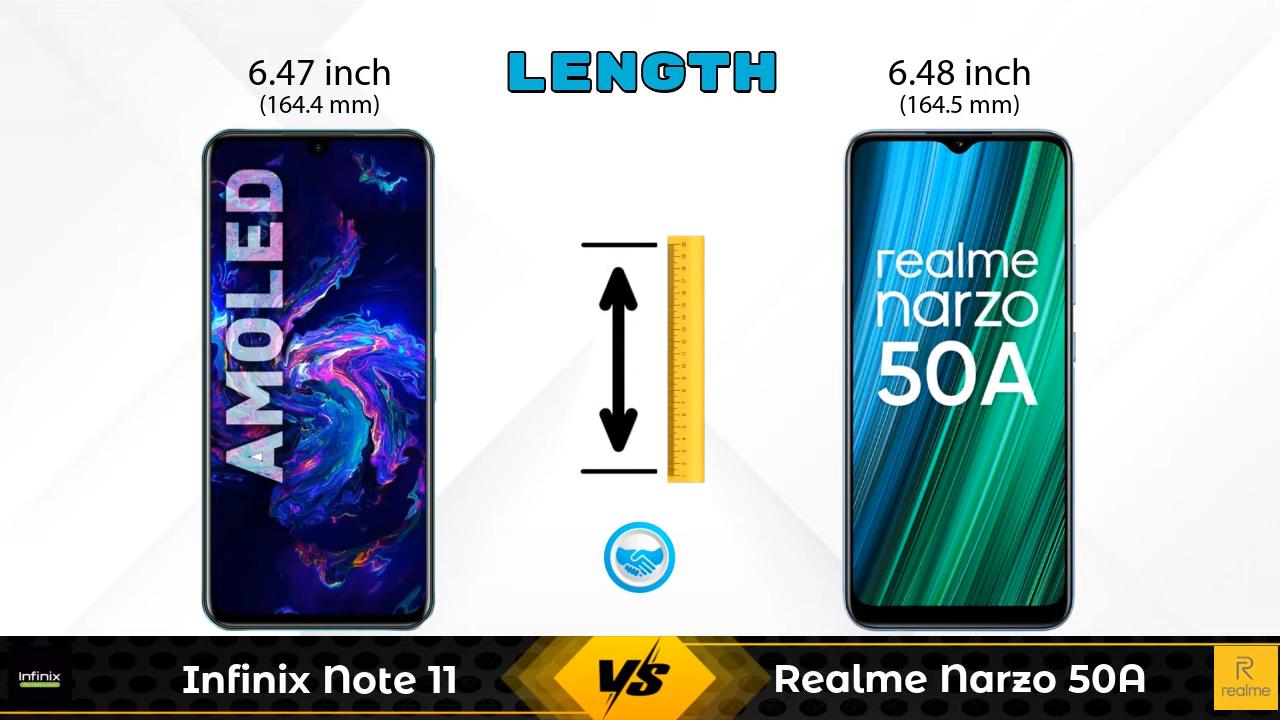 LENGTH
6.47 inch
(164.4 mm)
6.48 inch
(164.5 mm)
AMOLED
realme
narzo
50A
Infinix
Infinix Note 11
VS
Realme Narzo 50A
R
realme